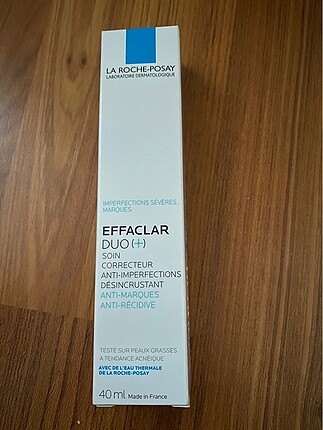 LA ROCHE-POSAY
LABORATOIRE DERMATOLOGIQUE
IMPERFECTIONS SÉVÈRES,
MARQUES
EFFACLAR
DUO(+)
SOIN
CORRECTEUR
ANTI-IMPERFECTIONS
DÉSINCRUSTANT
ANTI-MARQUES
ANTI-RÉCIDIVE
TESTÉ SUR PEAUX GRASSES
À TENDANCE ACNÉIQUE
AVEC DE L'EAU THERMALE
DE LA ROCHE-POSAY
40 ml Made in France